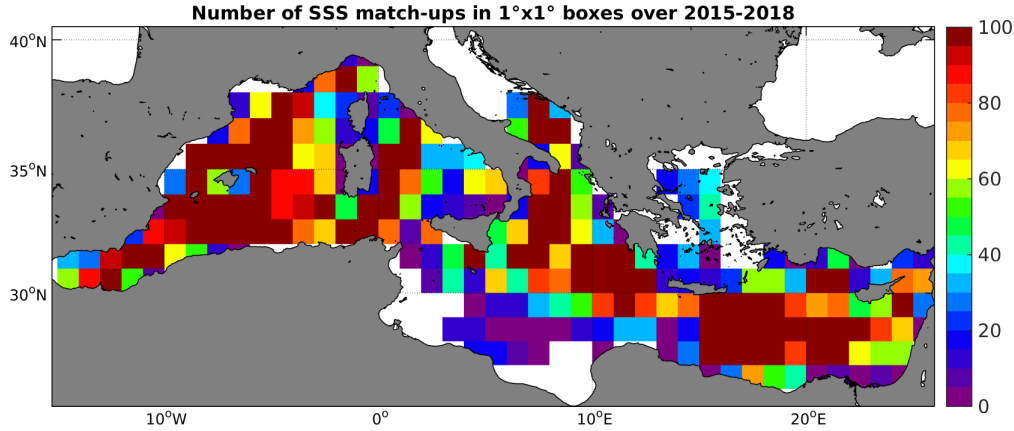 Number of SSS match-ups in 1°x1° boxes over 2015-2018
40°N
35°N
30°N
10°W
0°
10°E
20°E
100
80
60
40
20
0